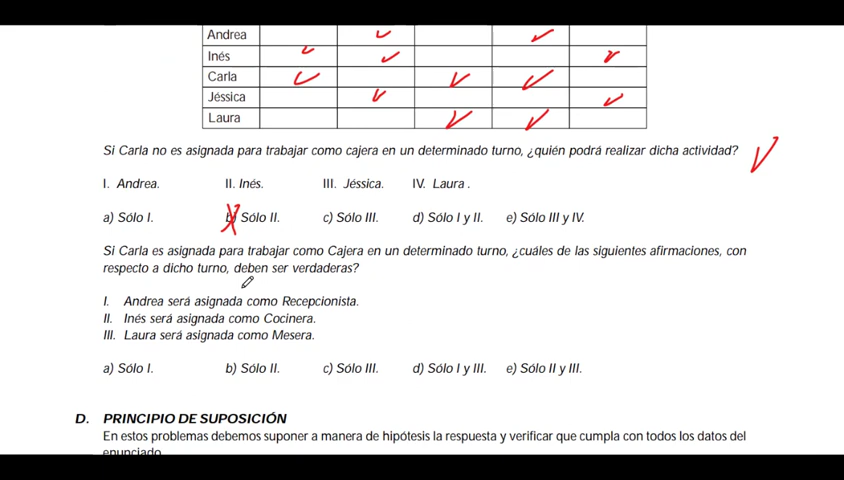 Andrea
Inés
Carla
Jéssica
Laura
Si Carla no es asignada para trabajar como cajera en un determinado turno, ¿quién podrá realizar dicha actividad?
I. Andrea. II. Inés. III. Jéssica. IV. Laura .
a) Sólo I. b) Sólo II. c) Sólo III. d) Sólo I y II. e) Sólo III y IV.
Si Carla es asignada para trabajar como Cajera en un determinado turno, ¿cuáles de las siguientes afirmaciones, con
respecto a dicho turno, deben ser verdaderas?
I. Andrea será asignada como Recepcionista.
II. Inés será asignada como Cocinera.
III. Laura será asignada como Mesera.
a) Sólo I. b) Sólo II. c) Sólo III. d) Sólo I y III. e) Sólo II y III.
D. PRINCIPIO DE SUPOSICIÓN
En estos problemas debemos suponer a manera de hipótesis la respuesta y verificar que cumpla con todos los datos del
enunciado